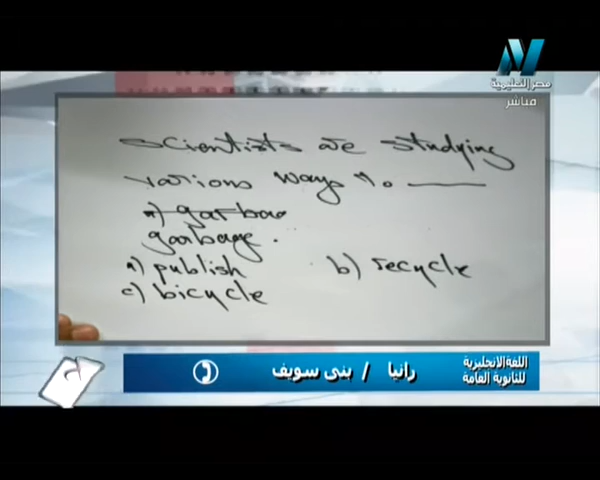 مصر التعليمية
مباشر
Scientists are studying
various ways to ———
a) garbag
garbage.
a) publish b) recycle
c) bicycle
رانيا / بنى سويف
اللغة الإنجليزية
للثانوية العامة